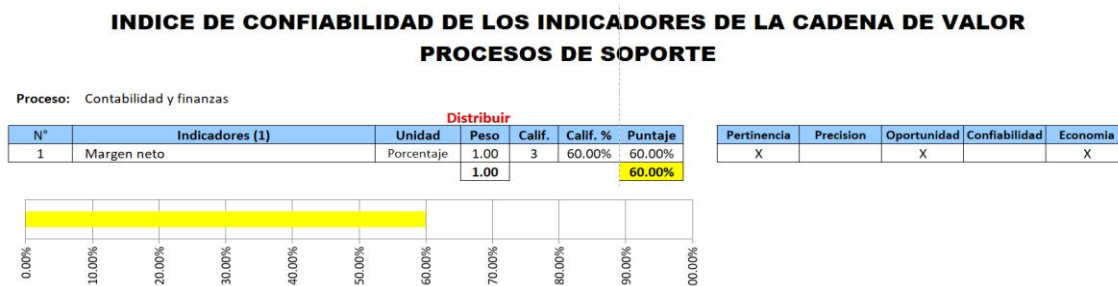 INDICE DE CONFIABILIDAD DE LOS INDICADORES DE LA CADENA DE VALOR
PROCESOS DE SOPORTE
Proceso: Contabilidad y finanzas
Distribuir
N° Indicadores (1) Unidad Peso Calif. Calif. % Puntaje Pertinencia Precision Oportunidad Confiabilidad Economia
1 Margen neto Porcentaje 1.00 3 60.00% 60.00% X X X
1.00 60.00%
0.00% 10.00% 20.00% 30.00% 40.00% 50.00% 60.00% 70.00% 80.00% 90.00% 00.00%